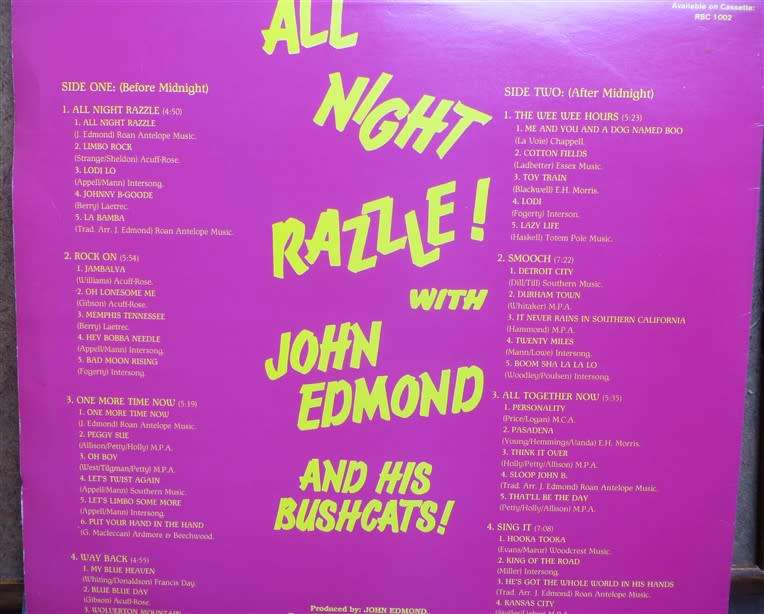 Available on Cassette:
RBC 1002
ALL
NIGHT
RAZZLE!
WITH
JOHN
EDMOND
AND HIS
BUSHCATS!
SIDE ONE: (Before Midnight)
1. ALL NIGHT RAZZLE (4:50)
1. ALL NIGHT RAZZLE
(J. Edmond) Roan Antelope Music.
2. LIMBO ROCK
(Strange/Sheldon) Acuff-Rose.
3. LODI LO
(Appell/Mann) Intersong.
4. JOHNNY B-GOODE
(Berry) Laetrec.
5. LA BAMBA
(Trad. Arr. J. Edmond) Roan Antelope Music.
2. ROCK ON (5:54)
1. JAMBALVA
(Williams) Acuff-Rose.
2. OH LONESOME ME
(Gibson) Acuff-Rose.
3. MEMPHIS TENNESSEE
(Berry) Laetrec.
4. HEY BOBBA NEEDLE
(Appell/Mann) Intersong.
5. BAD MOON RISING
(Fogerty) Intersong.
3. ONE MORE TIME NOW (5:19)
1. ONE MORE TIME NOW
(J. Edmond) Roan Antelope Music.
2. PEGGY SUE
(Allison/Petty/Holly) M.P.A.
3. OH BOY
(West/Tilgman/Petty) M.P.A.
4. LET'S TWIST AGAIN
(Appell/Mann) Southern Music.
5. LET'S LIMBO SOME MORE
(Appell/Mann) Intersong.
6. PUT YOUR HAND IN THE HAND
(G. Macleccan) Ardmore & Beechwood.
4. WAY BACK (4:55)
1. MY BLUE HEAVEN
(Whiting/Donaldson) Francis Day.
2. BLUE BLUE DAY
(Gibson) Acuff-Rose.
3. WOLVERTON MOUNTAIN
SIDE TWO: (After Midnight)
1. THE WEE WEE HOURS (5:23)
1. ME AND YOU AND A DOG NAMED BOO
(La Voie) Chappell.
2. COTTON FIELDS
(Ladbetter) Essex Music.
3. TOY TRAIN
(Blackwell) E.H. Morris.
4. LODI
(Fogerty) Interson.
5. LAZY LIFE
(Haskell) Totem Pole Music.
2. SMOOCH (7:22)
1. DETROIT CITY
(Dill/Till) Southern Music.
2. DURHAM TOWN
(Whitaker) M.P.A.
3. IT NEVER RAINS IN SOUTHERN CALIFORNIA
(Hammond) M.P.A.
4. TWENTY MILES
(Mann/Lowe) Intersong.
5. BOOM SHA LA LA LO
(Woodley/Poulsen) Intersong.
3. ALL TOGETHER NOW (5:35)
1. PERSONALITY
(Price/Logan) M.C.A.
2. PASADENA
(Young/Hemmings/Vanda) E.H. Morris.
3. THINK IT OVER
(Holly/Petty/Allison) M.P.A.
4. SLOOP JOHN B.
(Trad. Arr. J. Edmond) Roan Antelope Music.
5. THAT'LL BE THE DAY
(Petty/Holly/Allison) M.P.A.
4. SING IT (7:08)
1. HOOKA TOOKA
(Evans/Mazur) Woodcrest Music.
2. KING OF THE ROAD
(Miller) Intersong.
3. HE'S GOT THE WHOLE WORLD IN HIS HANDS
(Trad. Arr. J. Edmond) Roan Antelope Music.
4. KANSAS CITY
Produced by: JOHN EDMOND.